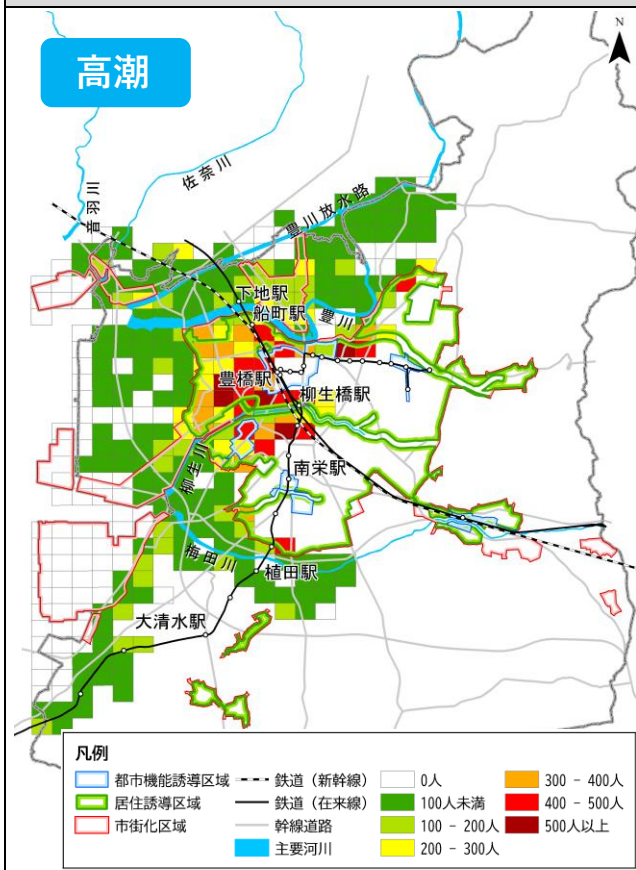 高潮
N
佐奈川
音羽川
豊川放水路
下地駅
船町駅
豊川
豊橋駅
柳生橋駅
柳生川
南栄駅
梅田川
植田駅
大清水駅
凡例
都市機能誘導区域
居住誘導区域
市街化区域
鉄道（新幹線）
鉄道（在来線）
幹線道路
主要河川
0人
100人未満
100 - 200人
200 - 300人
300 - 400人
400 - 500人
500人以上